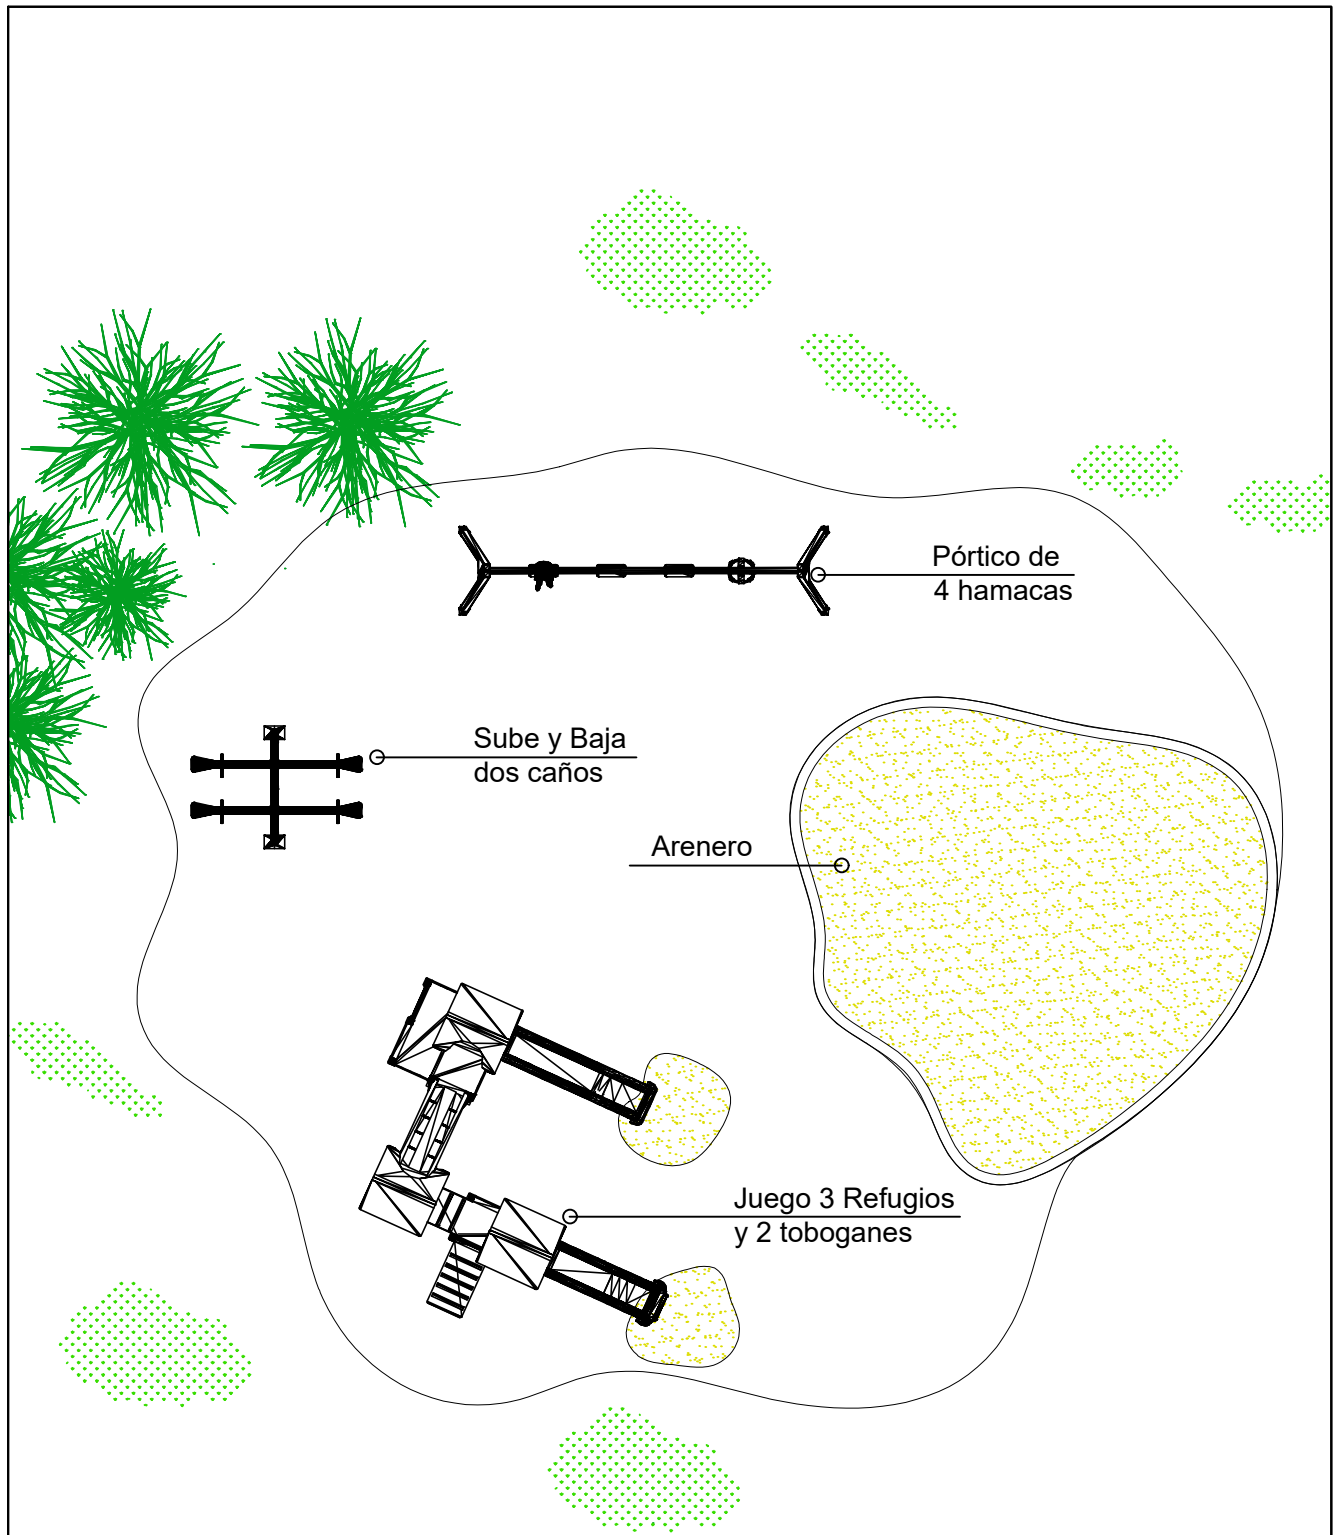 Pórtico de
4 hamacas
Sube y Baja
dos caños
Arenero
Juego 3 Refugios
y 2 toboganes